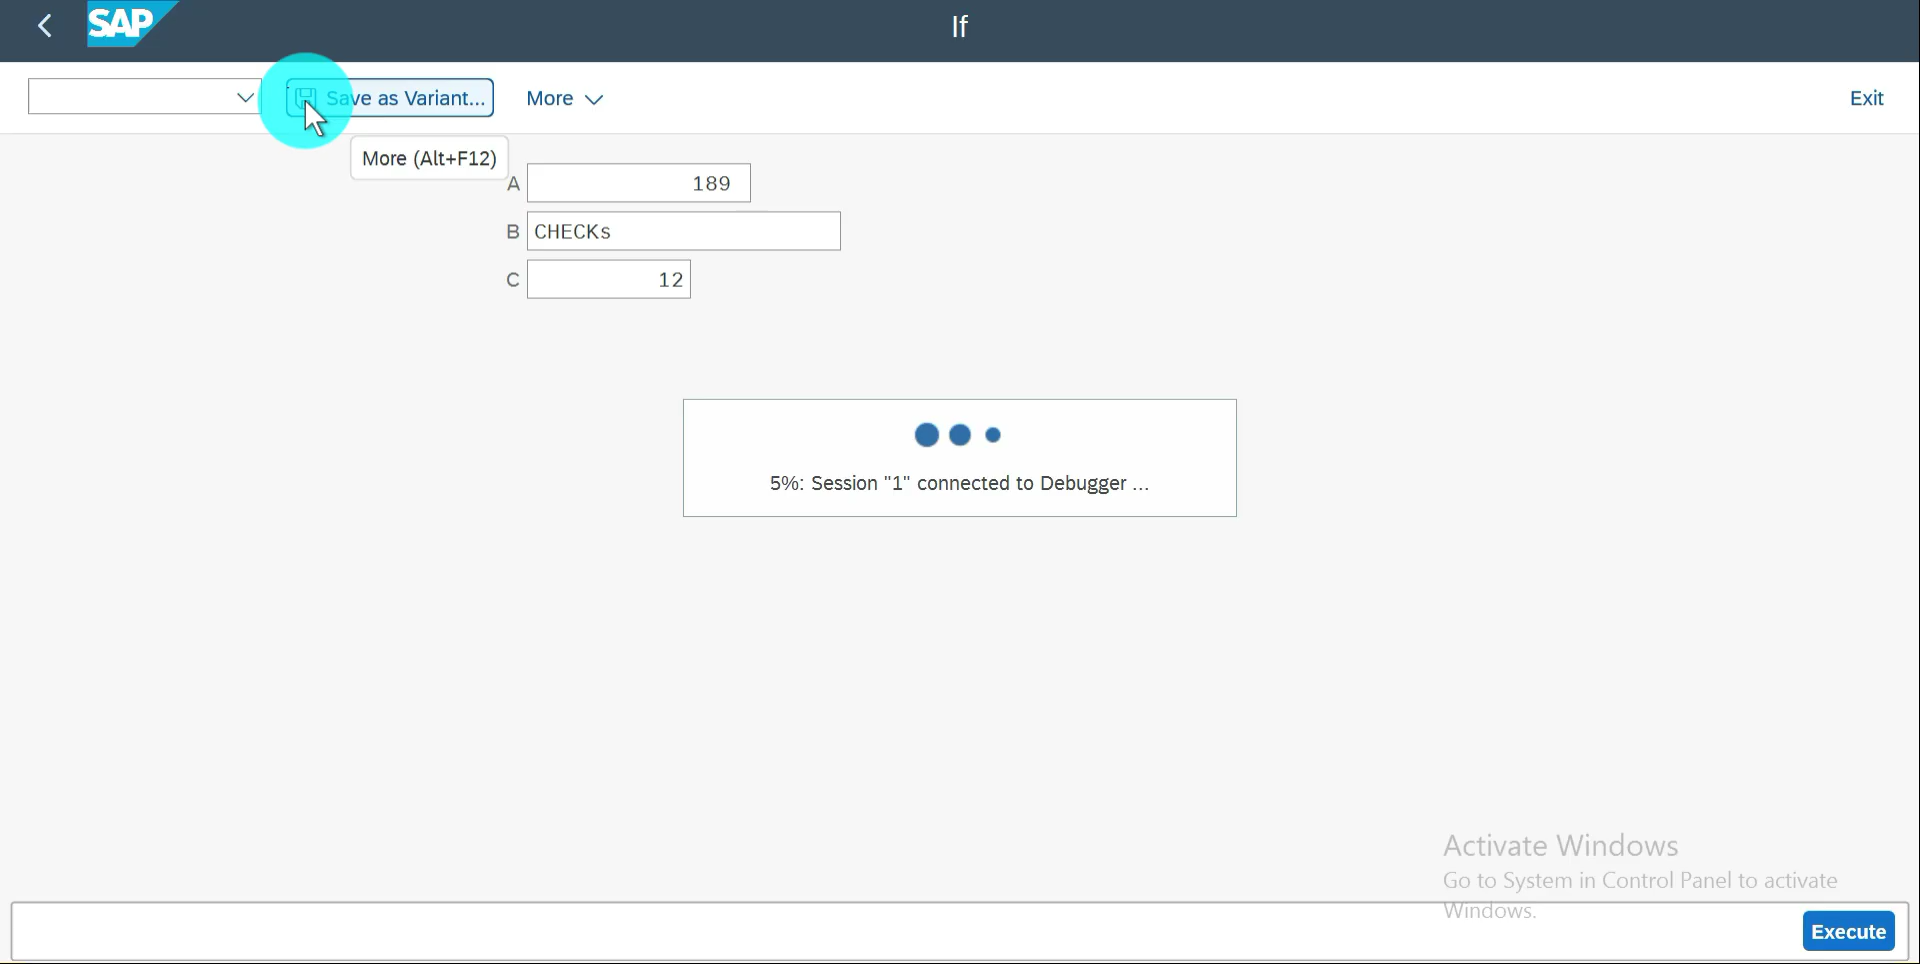 SAP
If
Save as Variant...
More
Exit
More (Alt+F12)
A 189
B CHECKs
C 12
5%: Session "1" connected to Debugger ...
Activate Windows
Go to System in Control Panel to activate
Windows.
Execute